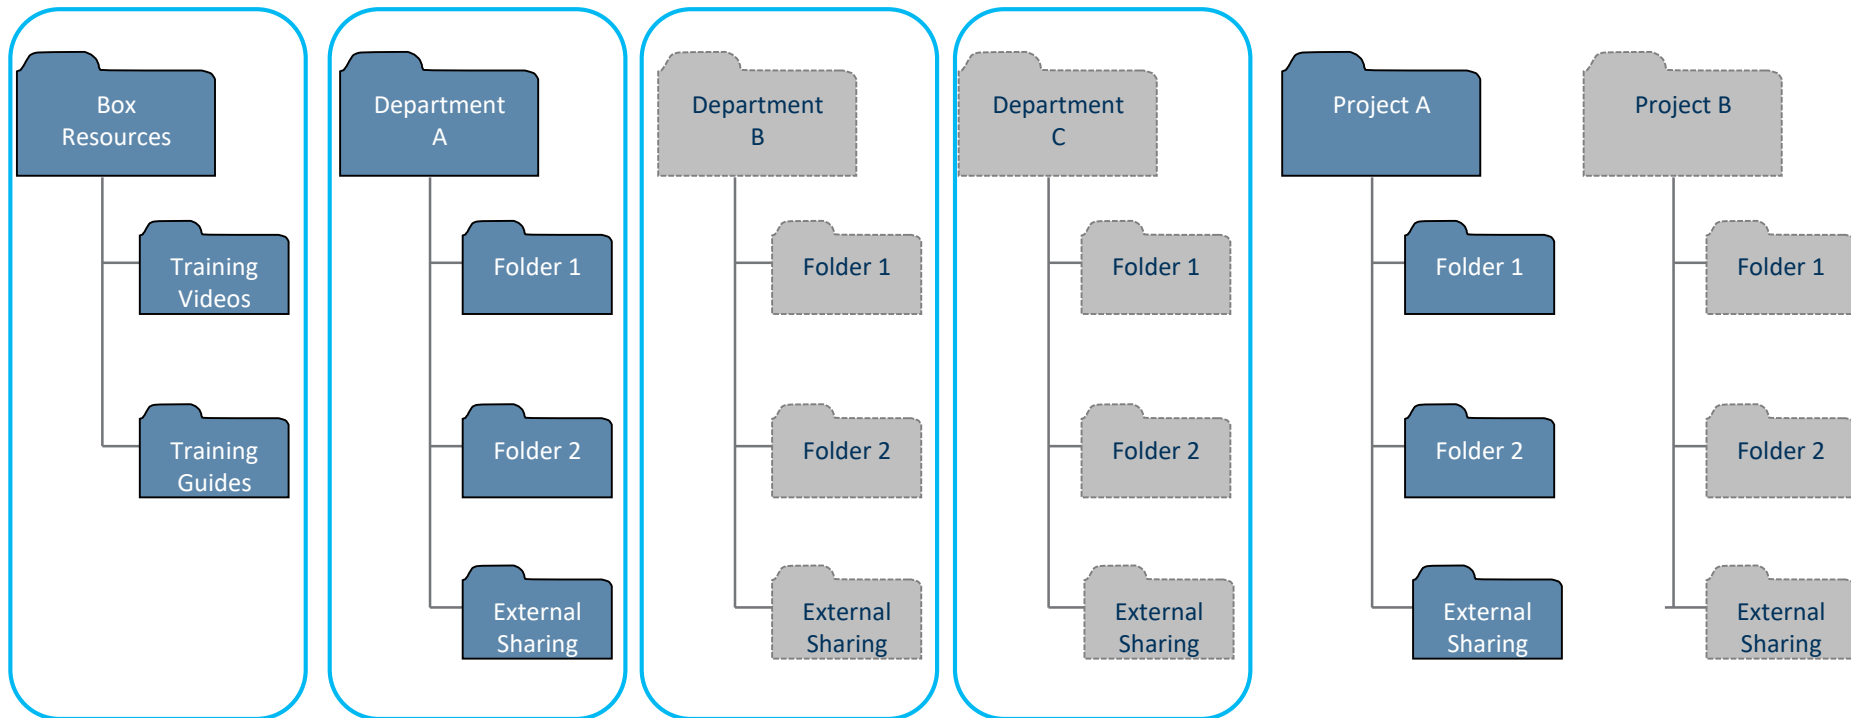 Box
Resources
Training
Videos
Training
Guides
Department
A
Folder 1
Folder 2
External
Sharing
Department
B
Folder 1
Folder 2
External
Sharing
Department
C
Folder 1
Folder 2
External
Sharing
Project A
Folder 1
Folder 2
External
Sharing
Project B
Folder 1
Folder 2
External
Sharing